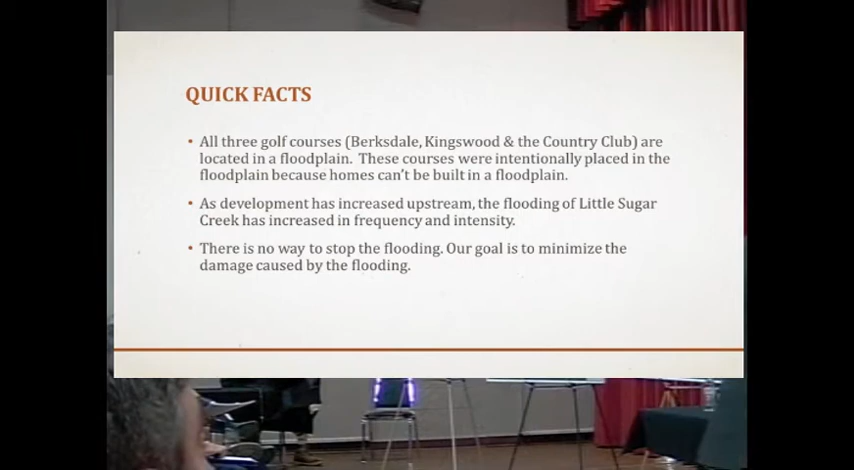 QUICK FACTS
All three golf courses (Berksdale, Kingswood & the Country Club) are
located in a floodplain. These courses were intentionally placed in the
floodplain because homes can't be built in a floodplain.
As development has increased upstream, the flooding of Little Sugar
Creek has increased in frequency and intensity.
There is no way to stop the flooding. Our goal is to minimize the
damage caused by the flooding.